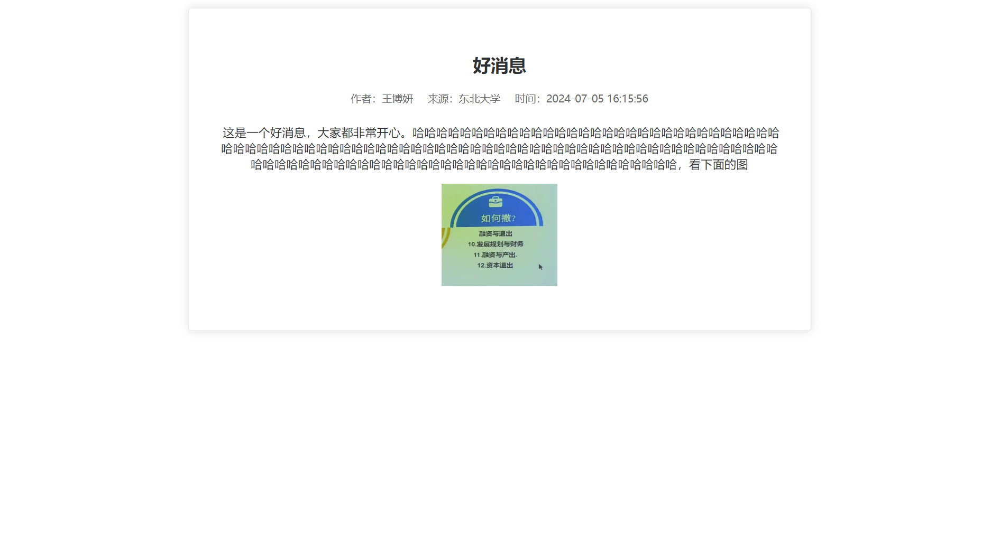 好消息
作者：王博妍 来源：东北大学 时间：2024-07-05 16:15:56
这是一个好消息，大家都非常开心。哈哈哈哈哈哈哈哈哈哈哈哈哈哈哈哈哈哈哈哈哈哈哈哈哈哈哈哈哈哈哈
哈哈哈哈哈哈哈哈哈哈哈哈哈哈哈哈哈哈哈哈哈哈哈哈哈哈哈哈哈哈哈哈哈哈哈哈哈哈哈哈哈哈哈哈哈哈哈
哈哈哈哈哈哈哈哈哈哈哈哈哈哈哈哈哈哈哈哈哈哈哈哈哈哈哈哈哈哈哈哈哈哈哈哈，看下面的图
如何撤？
融资与退出
10.发展规划与财务
11.融资与产出.
12.资本退出